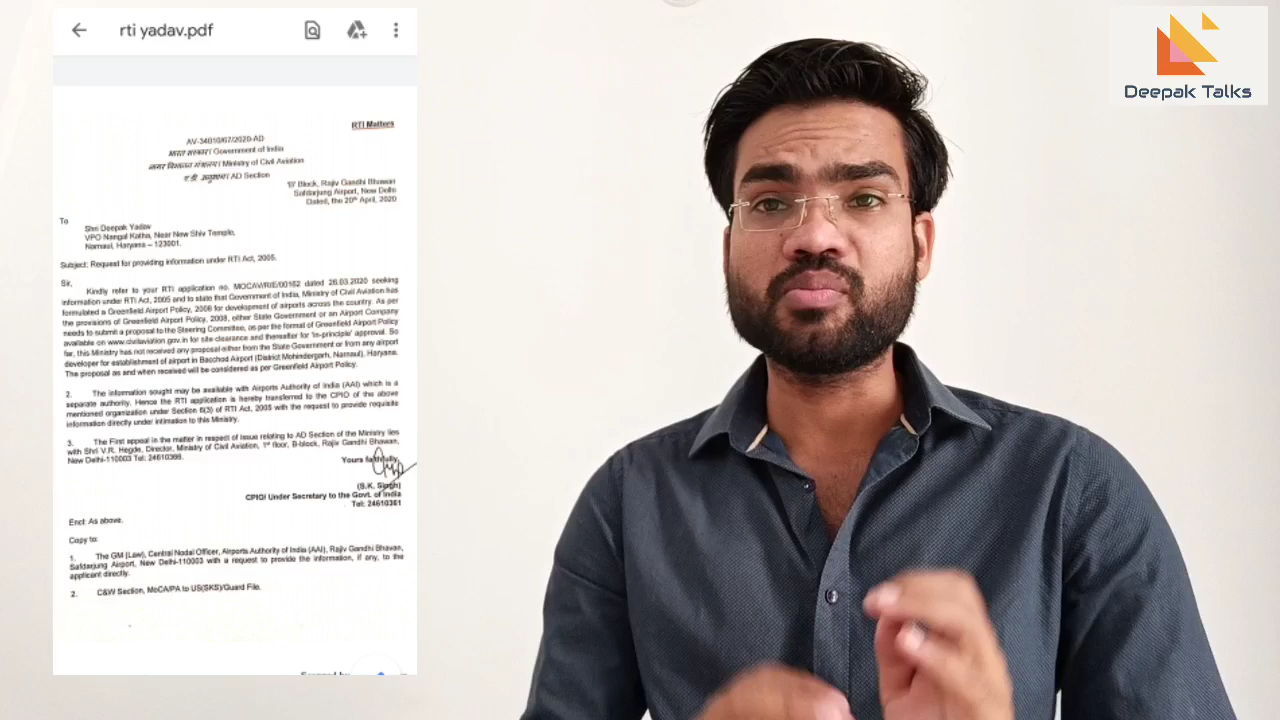 rti yadav.pdf
Deepak Talks
RTI Matters
AV-34010/67/2020-AD
भारत सरकार / Government of India
नागर विमानन मंत्रालय / Ministry of Civil Aviation
ए.डी अनुभाग / AD Section
'B' Block, Rajiv Gandhi Bhawan
Safdarjung Airport, New Delhi
Dated, the 20th April, 2020
To
Shri Deepak Yadav
VPO Nangal Katha, Near New Shiv Temple,
Narnaul, Haryana – 123001.
Subject: Request for providing information under RTI Act, 2005.
Sir,
Kindly refer to your RTI application no. MOCAV/R/E/00162 dated 26.03.2020 seeking
information under RTI Act, 2005 and to state that Government of India, Ministry of Civil Aviation has
formulated a Greenfield Airport Policy, 2008 for development of airports across the country. As per
the provisions of Greenfield Airport Policy, 2008, either State Government or an Airport Company
needs to submit a proposal to the Steering Committee, as per the format of Greenfield Airport Policy
available on www.civilaviation.gov.in for site clearance and thereafter for 'in-principle' approval. So
far, this Ministry has not received any proposal either from the State Government or from any airport
developer for establishment of airport in Bacchod Airport (District Mohindergarh, Narnaul), Haryana.
The proposal as and when received will be considered as per Greenfield Airport Policy.
2. The information sought may be available with Airports Authority of India (AAI) which is a
separate authority. Hence the RTI application is hereby transferred to the CPIO of the above
mentioned organization under Section 6(3) of RTI Act, 2005 with the request to provide requisite
information directly under intimation to this Ministry.
3. The First appeal in the matter in respect of issue relating to AD Section of the Ministry lies
with Shri V.R. Hegde, Director, Ministry of Civil Aviation, 1st floor, B-block, Rajiv Gandhi Bhawan,
New Delhi-110003 Tel: 24610368.
Yours faithfully,
(S.K. Singh)
CPIO/ Under Secretary to the Govt. of India
Tel: 24610361
Encl: As above.
Copy to:
1. The GM (Law), Central Nodal Officer, Airports Authority of India (AAI), Rajiv Gandhi Bhavan,
Safdarjung Airport, New Delhi-110003 with a request to provide the information, if any, to the
applicant directly.
2. C&W Section, MoCA/PA to US(SKS)/Guard File.